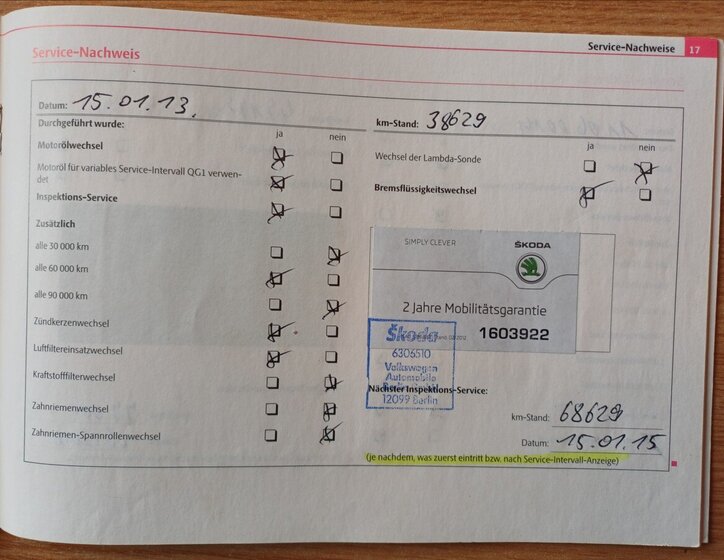 Service-Nachweise 17
Service-Nachweis
Datum: 15.01.13.
Durchgeführt wurde:
ja nein
Motorölwechsel
Motoröl für variables Service-Intervall QG1 verwen-
det
Inspektions-Service
Zusätzlich
alle 30 000 km
alle 60 000 km
alle 90 000 km
Zündkerzenwechsel
Luftfiltereinsatzwechsel
Kraftstofffilterwechsel
Zahnriemenwechsel
Zahnriemen-Spannrollenwechsel
km-Stand: 38629
ja nein
Wechsel der Lambda-Sonde
Bremsflüssigkeitswechsel
SIMPLY CLEVER
ŠKODA
2 Jahre Mobilitätsgarantie
1603922
Škoda
6306510
Volkswagen
Automobile
12099 Berlin
Nächster Inspektions-Service:
km-Stand: 68629
Datum: 15.01.15
(je nachdem, was zuerst eintritt bzw. nach Service-Intervall-Anzeige)